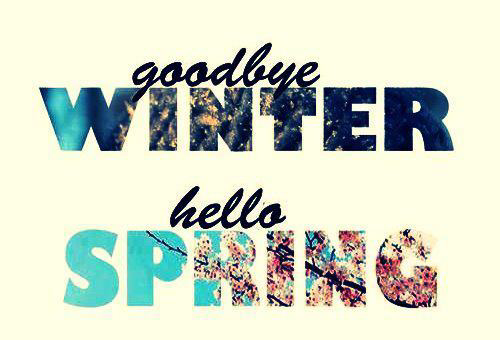 goodbye
WINTER
hello
SPRING